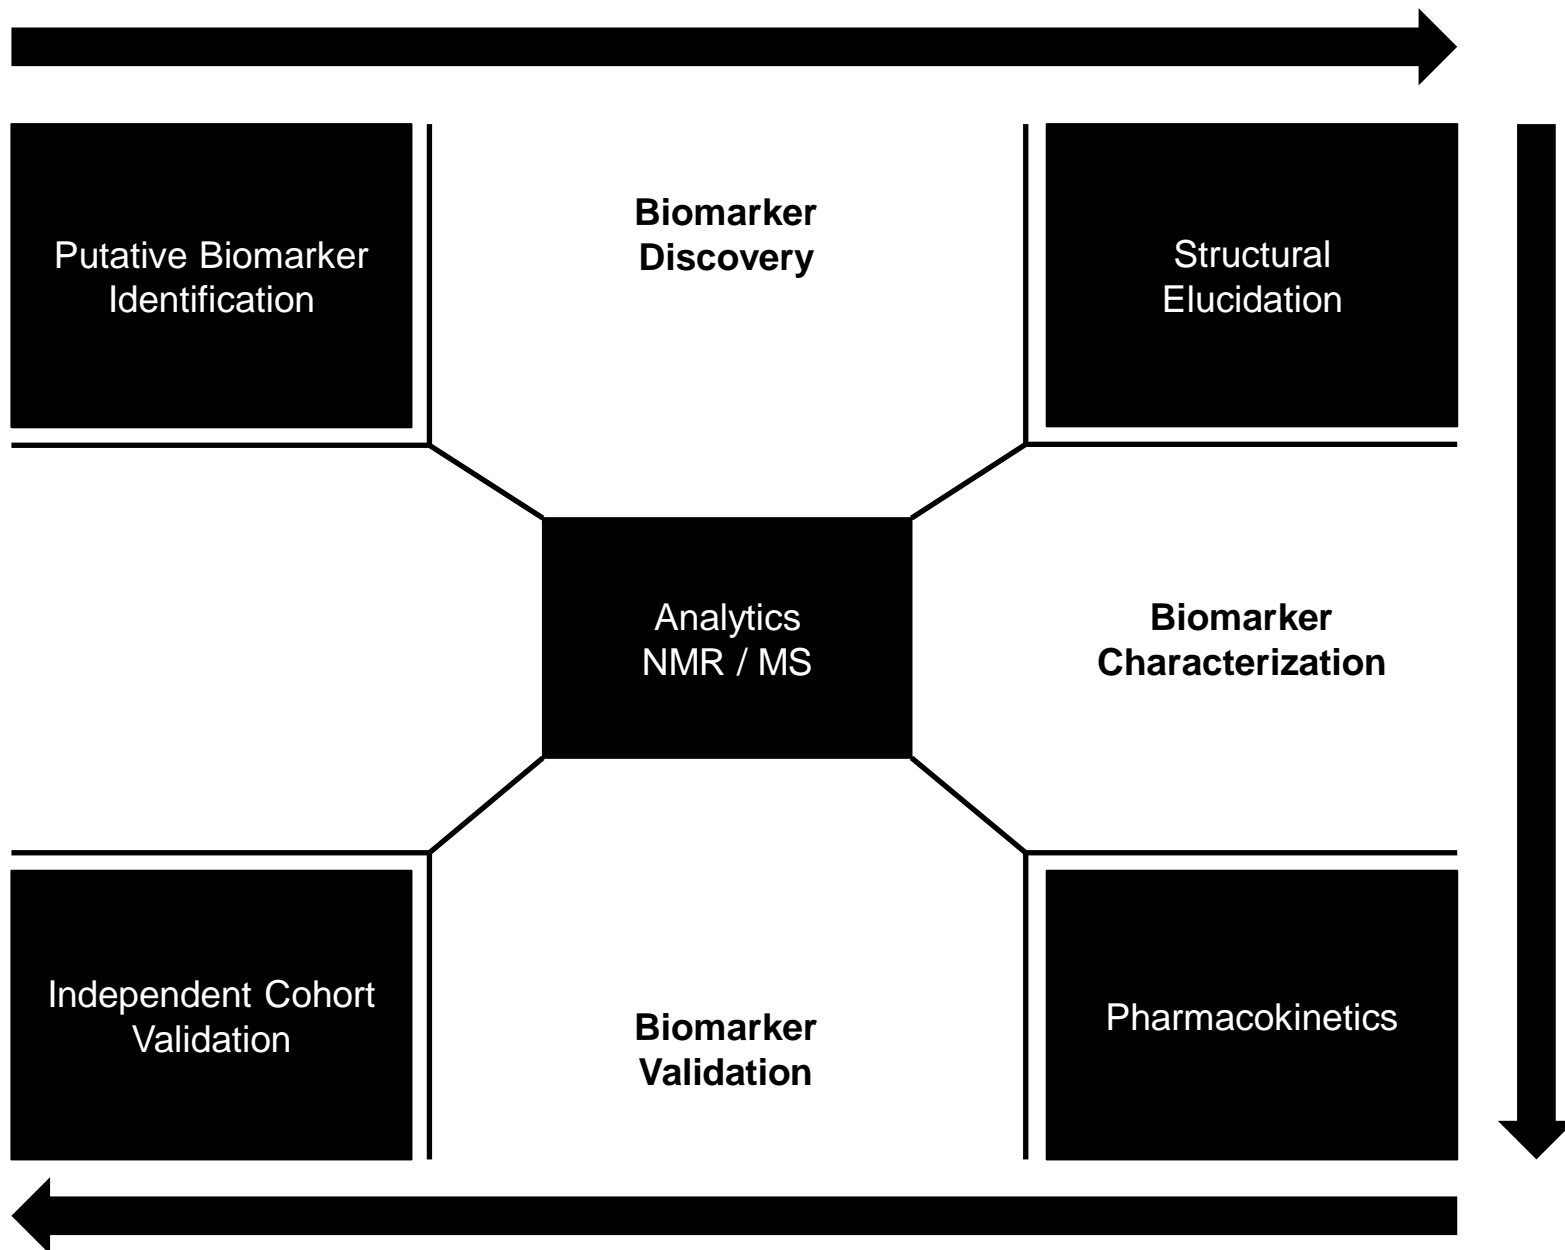 Putative Biomarker
Identification
Biomarker
Discovery
Structural
Elucidation
Analytics
NMR / MS
Biomarker
Characterization
Independent Cohort
Validation
Biomarker
Validation
Pharmacokinetics